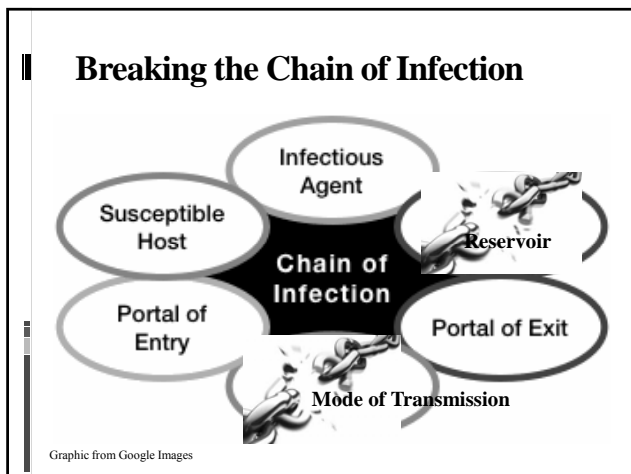 Breaking the Chain of Infection
Infectious
Agent
Susceptible
Host
Reservoir
Chain of
Infection
Portal of
Entry
Portal of Exit
Mode of Transmission
Graphic from Google Images